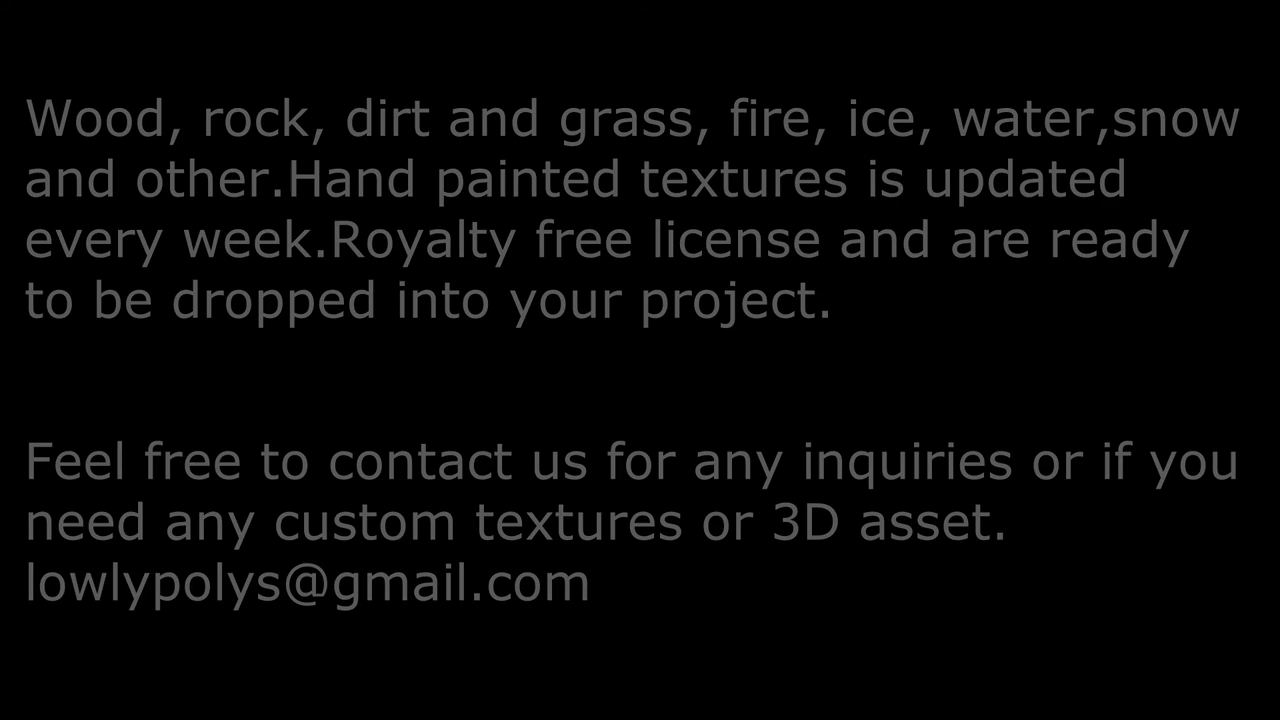 Wood, rock, dirt and grass, fire, ice, water,snow
and other.Hand painted textures is updated
every week.Royalty free license and are ready
to be dropped into your project.
Feel free to contact us for any inquiries or if you
need any custom textures or 3D asset.
lowlypolys@gmail.com